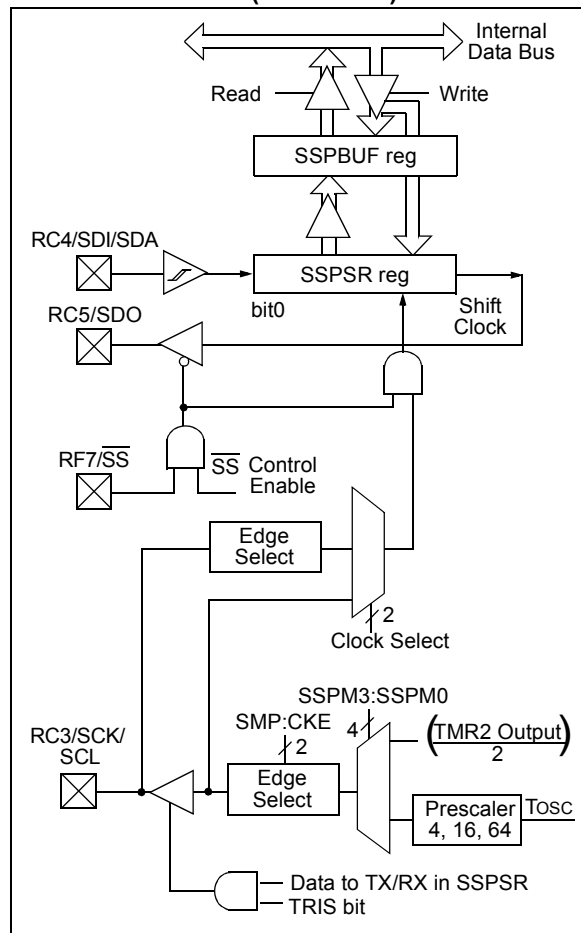 Internal
Data Bus
Read
Write
SSPBUF reg
RC4/SDI/SDA
SSPSR reg
bit0
Shift
Clock
RC5/SDO
RF7/SS
SS Control
Enable
Edge
Select
2
Clock Select
SSPM3:SSPM0
SMP:CKE
4
2
(TMR2 Output)
2
RC3/SCK/
SCL
Edge
Select
Prescaler
4, 16, 64
TOSC
Data to TX/RX in SSPSR
TRIS bit